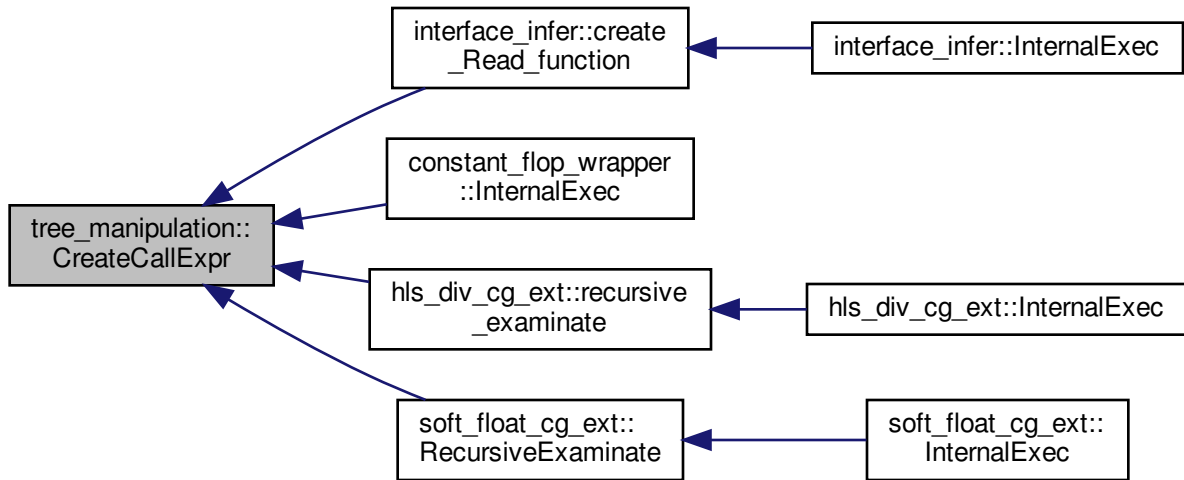 interface_infer::create
_Read_function
interface_infer::InternalExec
constant_flop_wrapper
::InternalExec
tree_manipulation::
CreateCallExpr
hls_div_cg_ext::recursive
_examinate
hls_div_cg_ext::InternalExec
soft_float_cg_ext::
RecursiveExaminate
soft_float_cg_ext::
InternalExec